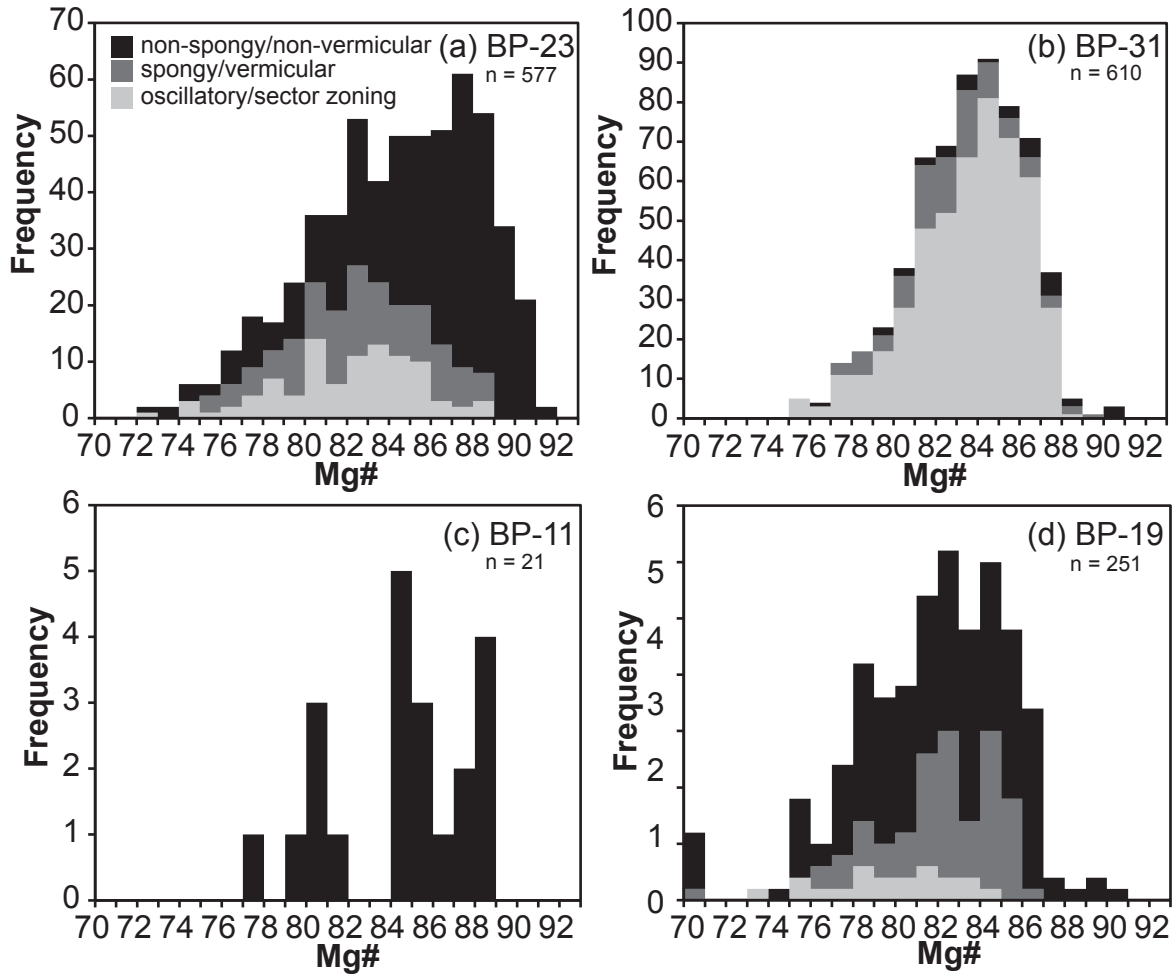 (a) BP-23
n = 577
non-spongy/non-vermicular
spongy/vermicular
oscillatory/sector zoning
Frequency
70
60
50
40
30
20
10
0
70 72 74 76 78 80 82 84 86 88 90 92
Mg#
(b) BP-31
n = 610
Frequency
100
90
80
70
60
50
40
30
20
10
0
70 72 74 76 78 80 82 84 86 88 90 92
Mg#
(c) BP-11
n = 21
Frequency
6
5
4
3
2
1
0
70 72 74 76 78 80 82 84 86 88 90 92
Mg#
(d) BP-19
n = 251
Frequency
6
5
4
3
2
1
0
70 72 74 76 78 80 82 84 86 88 90 92
Mg#